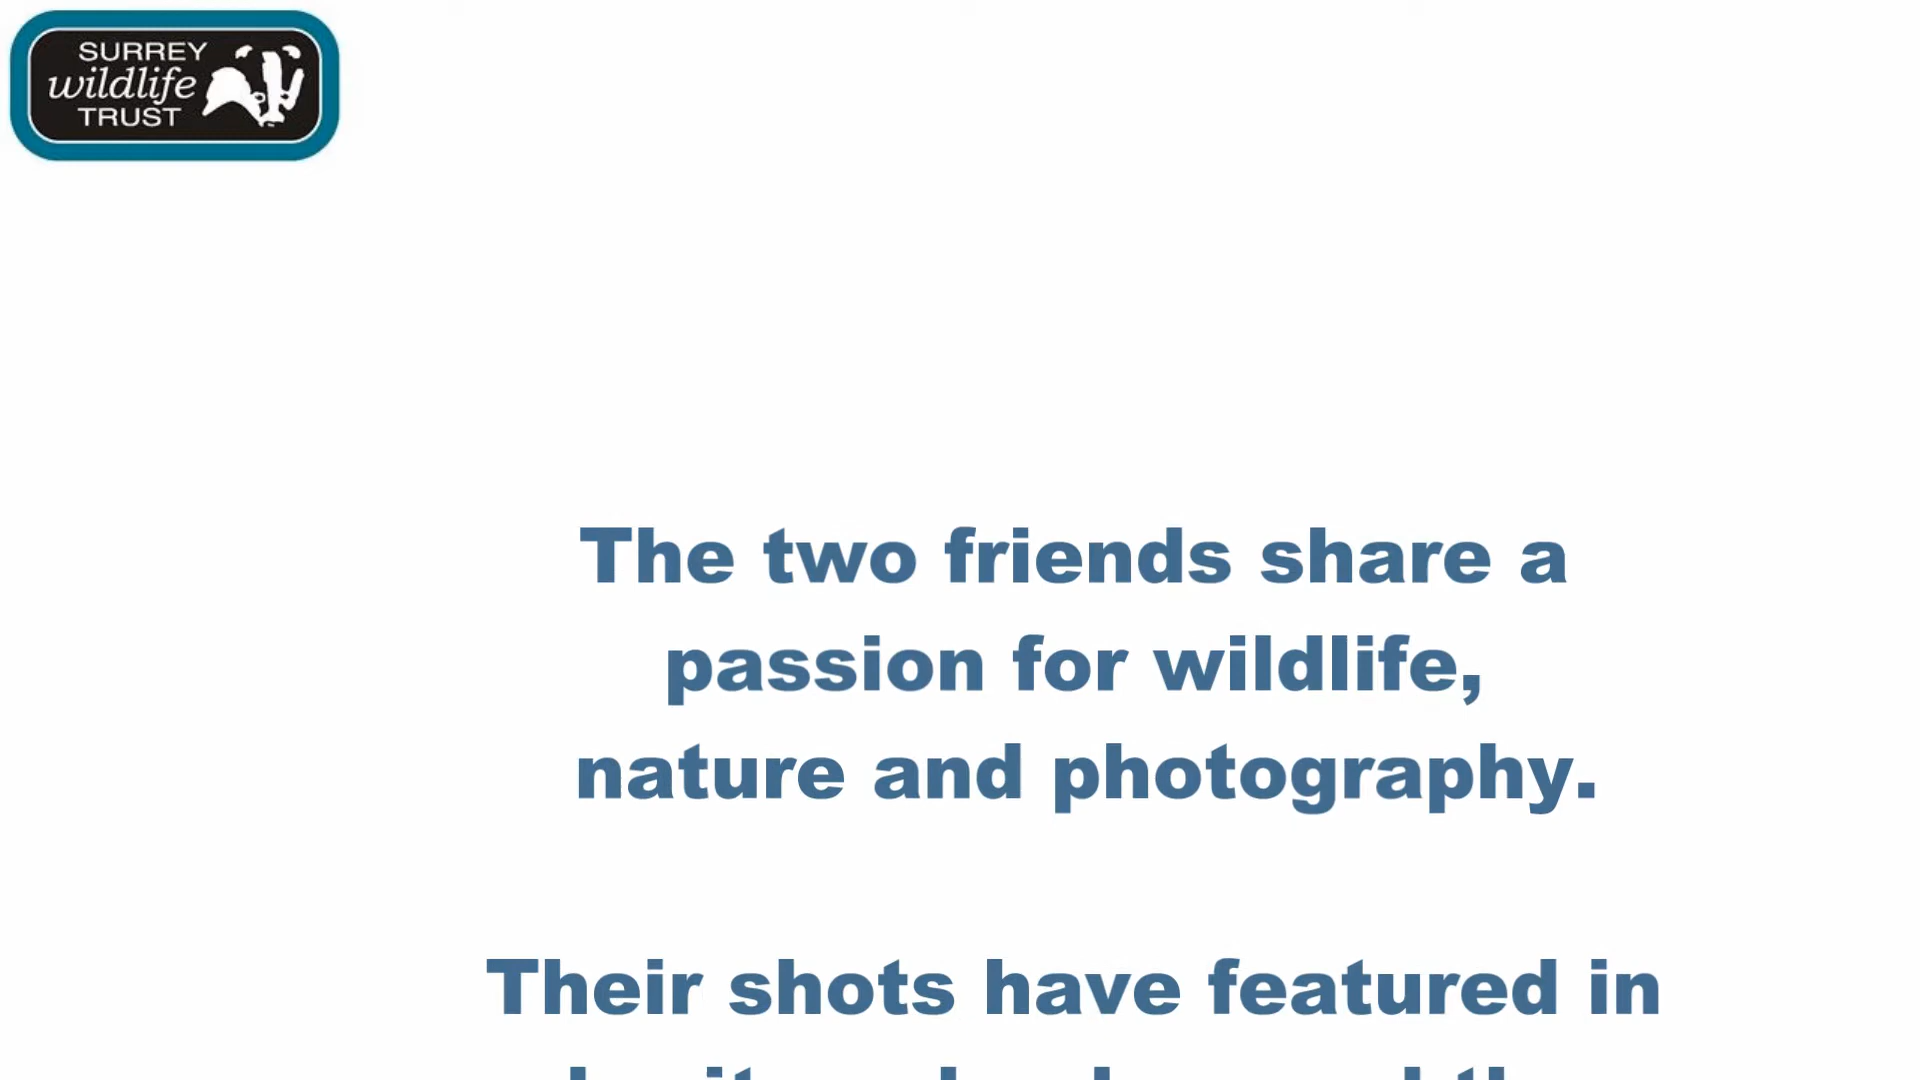 SURREY
wildlife
TRUST
The two friends share a
passion for wildlife,
nature and photography.
Their shots have featured in